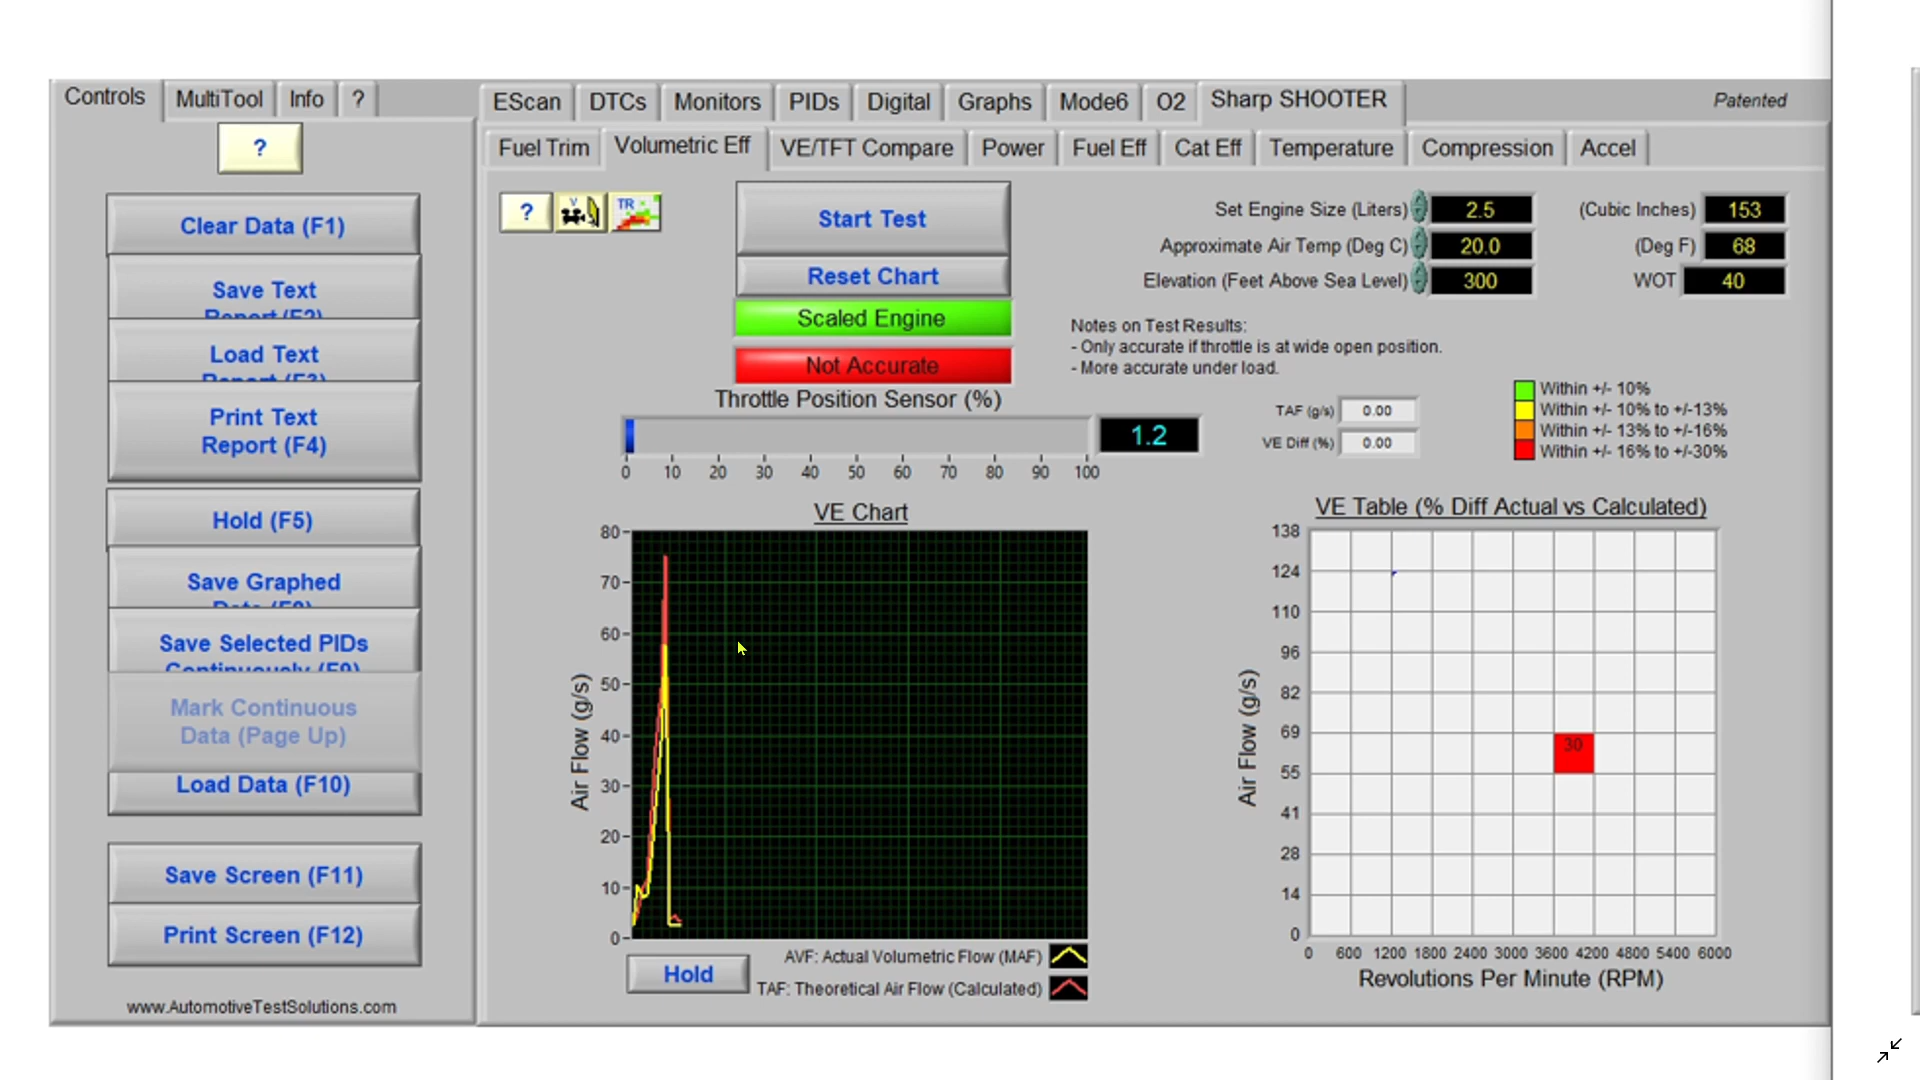 Controls MultiTool Info ?
EScan DTCs Monitors PIDs Digital Graphs Mode6 O2 Sharp SHOOTER Patented
Fuel Trim Volumetric Eff VE/TFT Compare Power Fuel Eff Cat Eff Temperature Compression Accel
?
Clear Data (F1)
Save Text
Report (F2)
Load Text
Report (F3)
Print Text
Report (F4)
Hold (F5)
Save Graphed
Data (F8)
Save Selected PIDs
Continuously (F9)
Mark Continuous
Data (Page Up)
Load Data (F10)
Save Screen (F11)
Print Screen (F12)
www.AutomotiveTestSolutions.com
? V TR
Start Test
Reset Chart
Scaled Engine
Not Accurate
Set Engine Size (Liters) 2.5 (Cubic Inches) 153
Approximate Air Temp (Deg C) 20.0 (Deg F) 68
Elevation (Feet Above Sea Level) 300 WOT 40
Notes on Test Results:
- Only accurate if throttle is at wide open position.
- More accurate under load.
Throttle Position Sensor (%)
1.2
0 10 20 30 40 50 60 70 80 90 100
TAF (g/s) 0.00
VE Diff (%) 0.00
Within +/- 10%
Within +/- 10% to +/-13%
Within +/- 13% to +/-16%
Within +/- 16% to +/-30%
VE Chart
80
70
60
50
40
30
20
10
0
Air Flow (g/s)
Hold
AVF: Actual Volumetric Flow (MAF)
TAF: Theoretical Air Flow (Calculated)
VE Table (% Diff Actual vs Calculated)
138
124
110
96
82
69
55
41
28
14
0
Air Flow (g/s)
30
0 600 1200 1800 2400 3000 3600 4200 4800 5400 6000
Revolutions Per Minute (RPM)